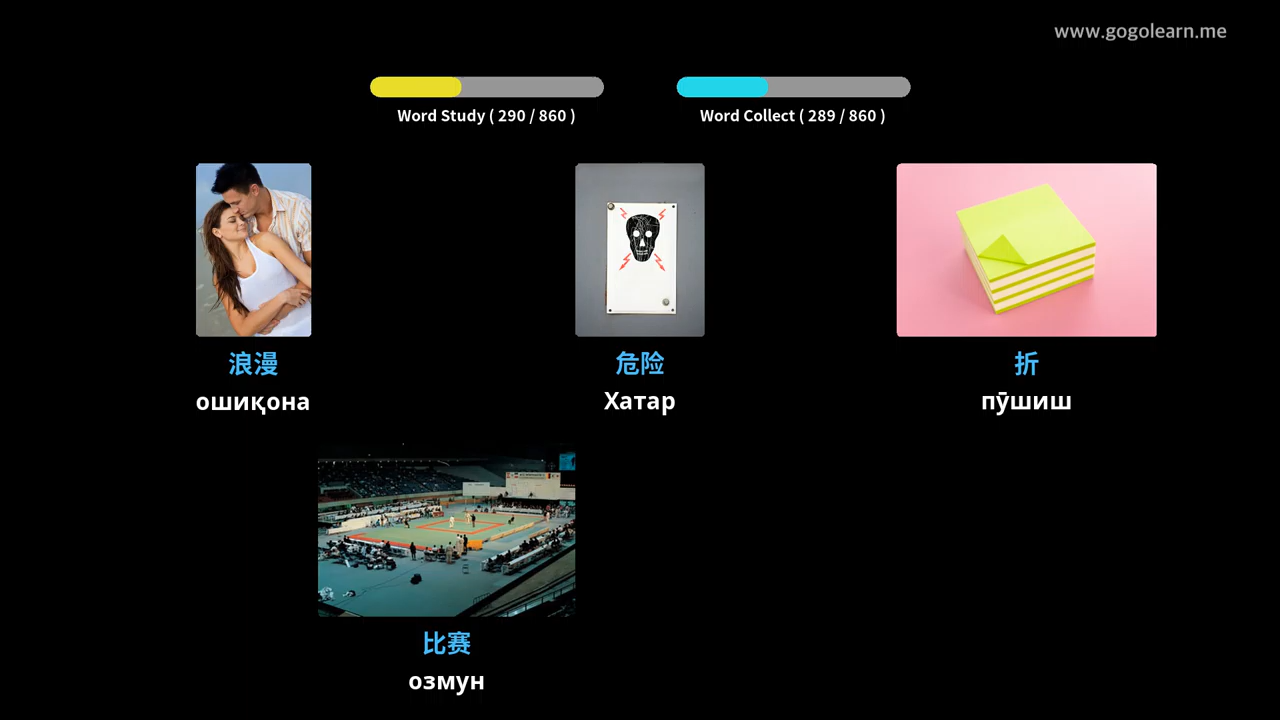 www.gogolearn.me
Word Study ( 290 / 860 )
Word Collect ( 289 / 860 )
浪漫
ошиқона
危险
Хатар
折
пӯшиш
比赛
озмун